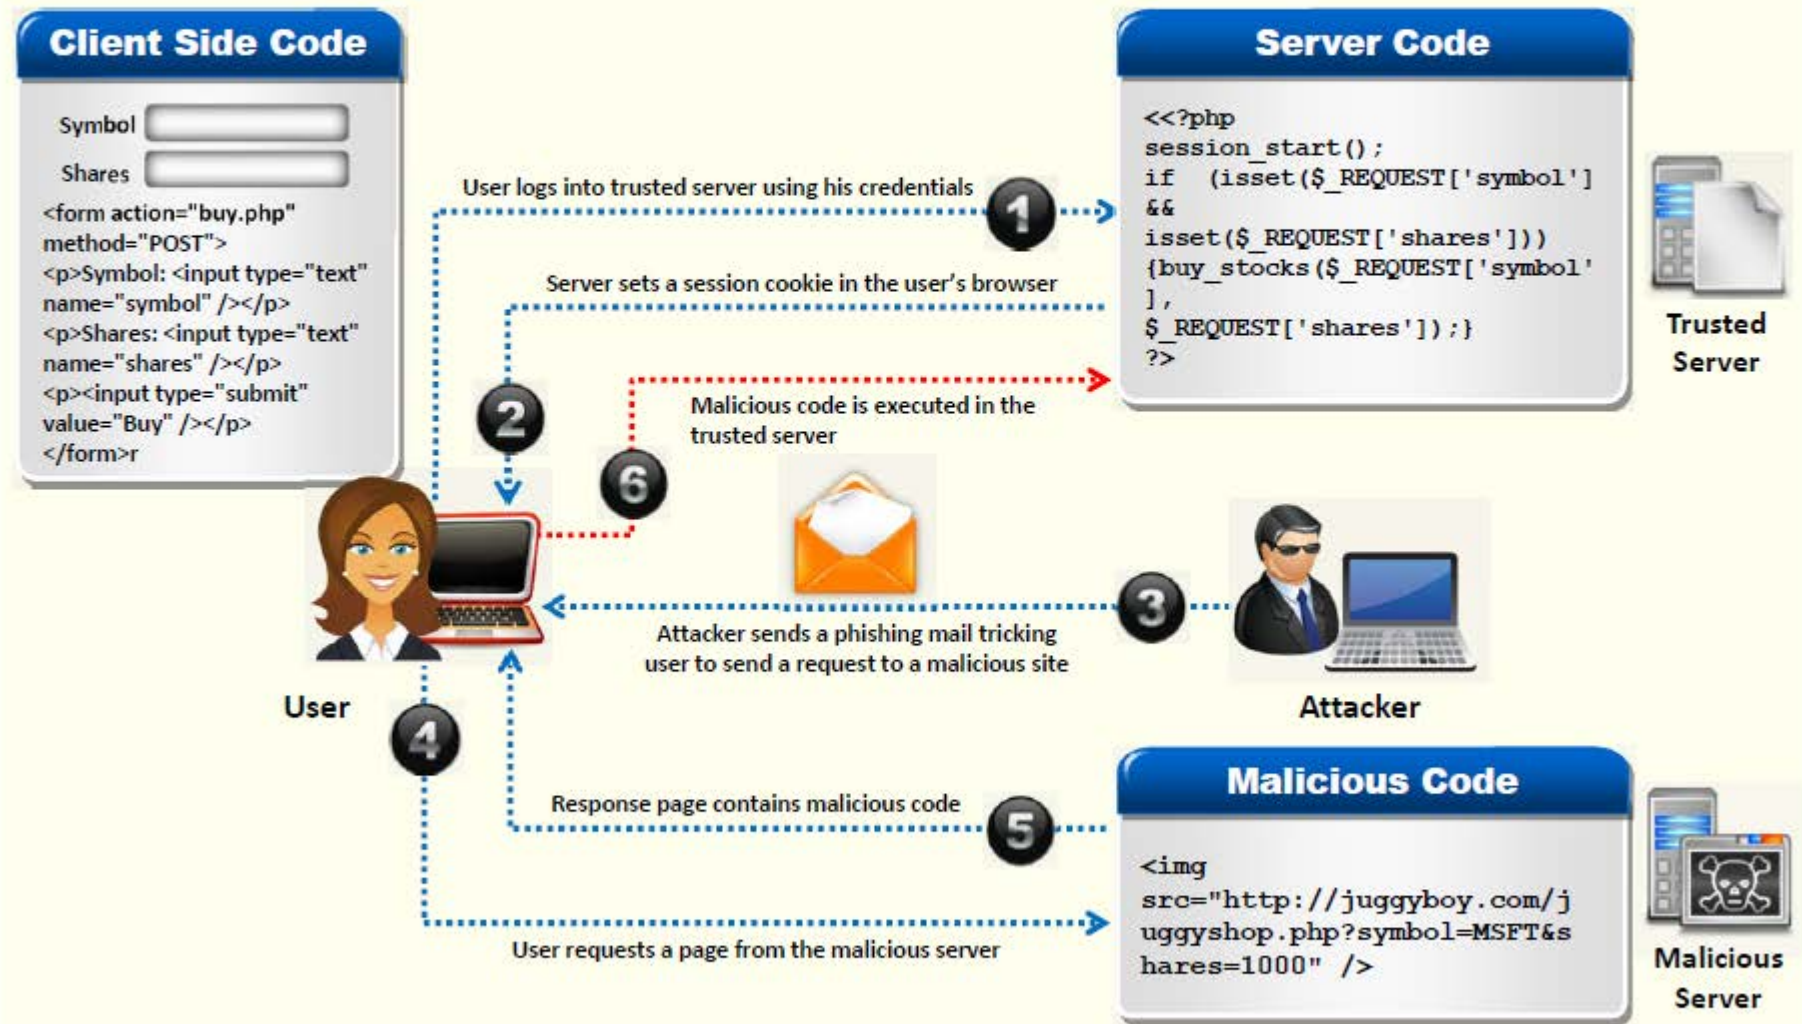 Client Side Code
Symbol
Shares
<form action="buy.php"
method="POST">
<p>Symbol: <input type="text"
name="symbol" /></p>
<p>Shares: <input type="text"
name="shares" /></p>
<p><input type="submit"
value="Buy" /></p>
</form>r
Server Code
<<?php
session_start();
if (isset($_REQUEST['symbol']
&&
isset($_REQUEST['shares']))
{buy_stocks($_REQUEST['symbol'
],
$_REQUEST['shares']);}
?>
Trusted
Server
User logs into trusted server using his credentials
1
Server sets a session cookie in the user's browser
2
Malicious code is executed in the
trusted server
6
3
Attacker sends a phishing mail tricking
user to send a request to a malicious site
User
Attacker
4
Response page contains malicious code
5
User requests a page from the malicious server
Malicious Code
<img
src="http://juggyboy.com/j
uggyshop.php?symbol=MSFT&s
hares=1000" />
Malicious
Server